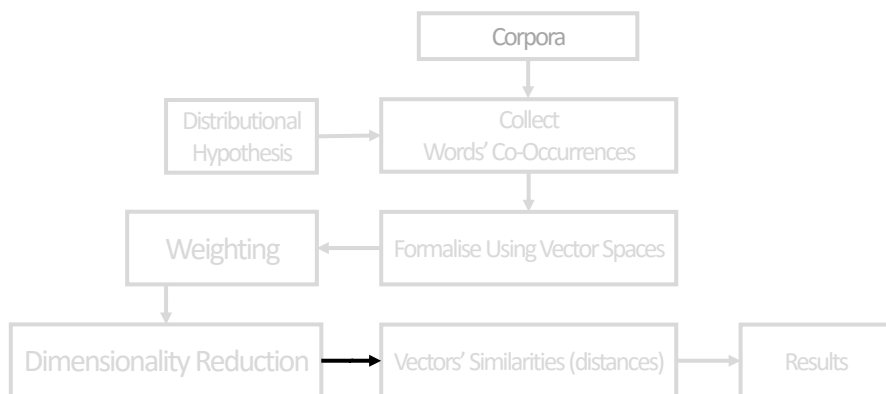 Corpora
Distributional
Hypothesis
Collect
Words' Co-Occurrences
Weighting
Formalise Using Vector Spaces
Dimensionality Reduction
Vectors' Similarities (distances)
Results